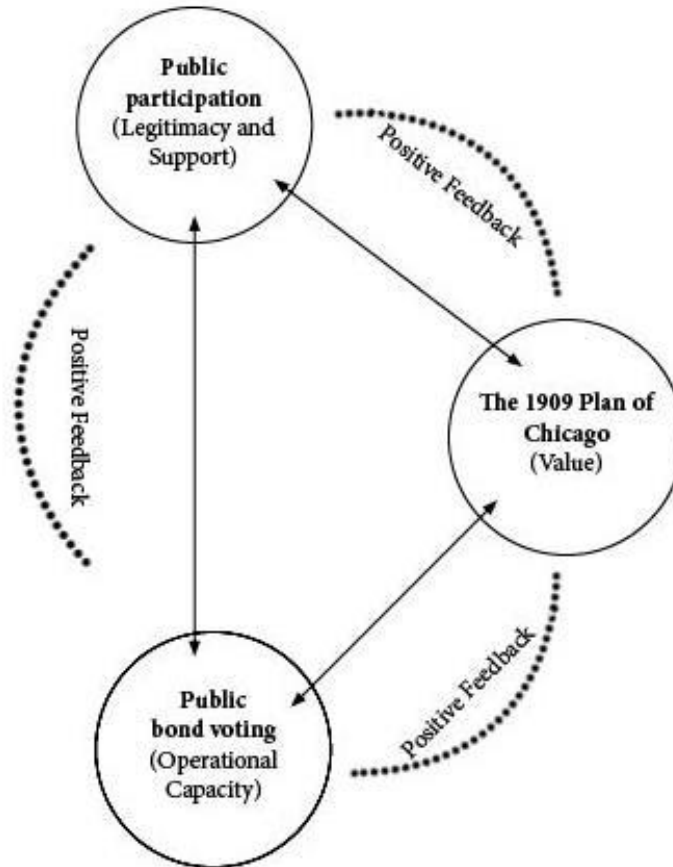 Public
participation
(Legitimacy and
Support)
Positive Feedback
Positive Feedback
The 1909 Plan of
Chicago
(Value)
Public
bond voting
(Operational
Capacity)
Positive Feedback